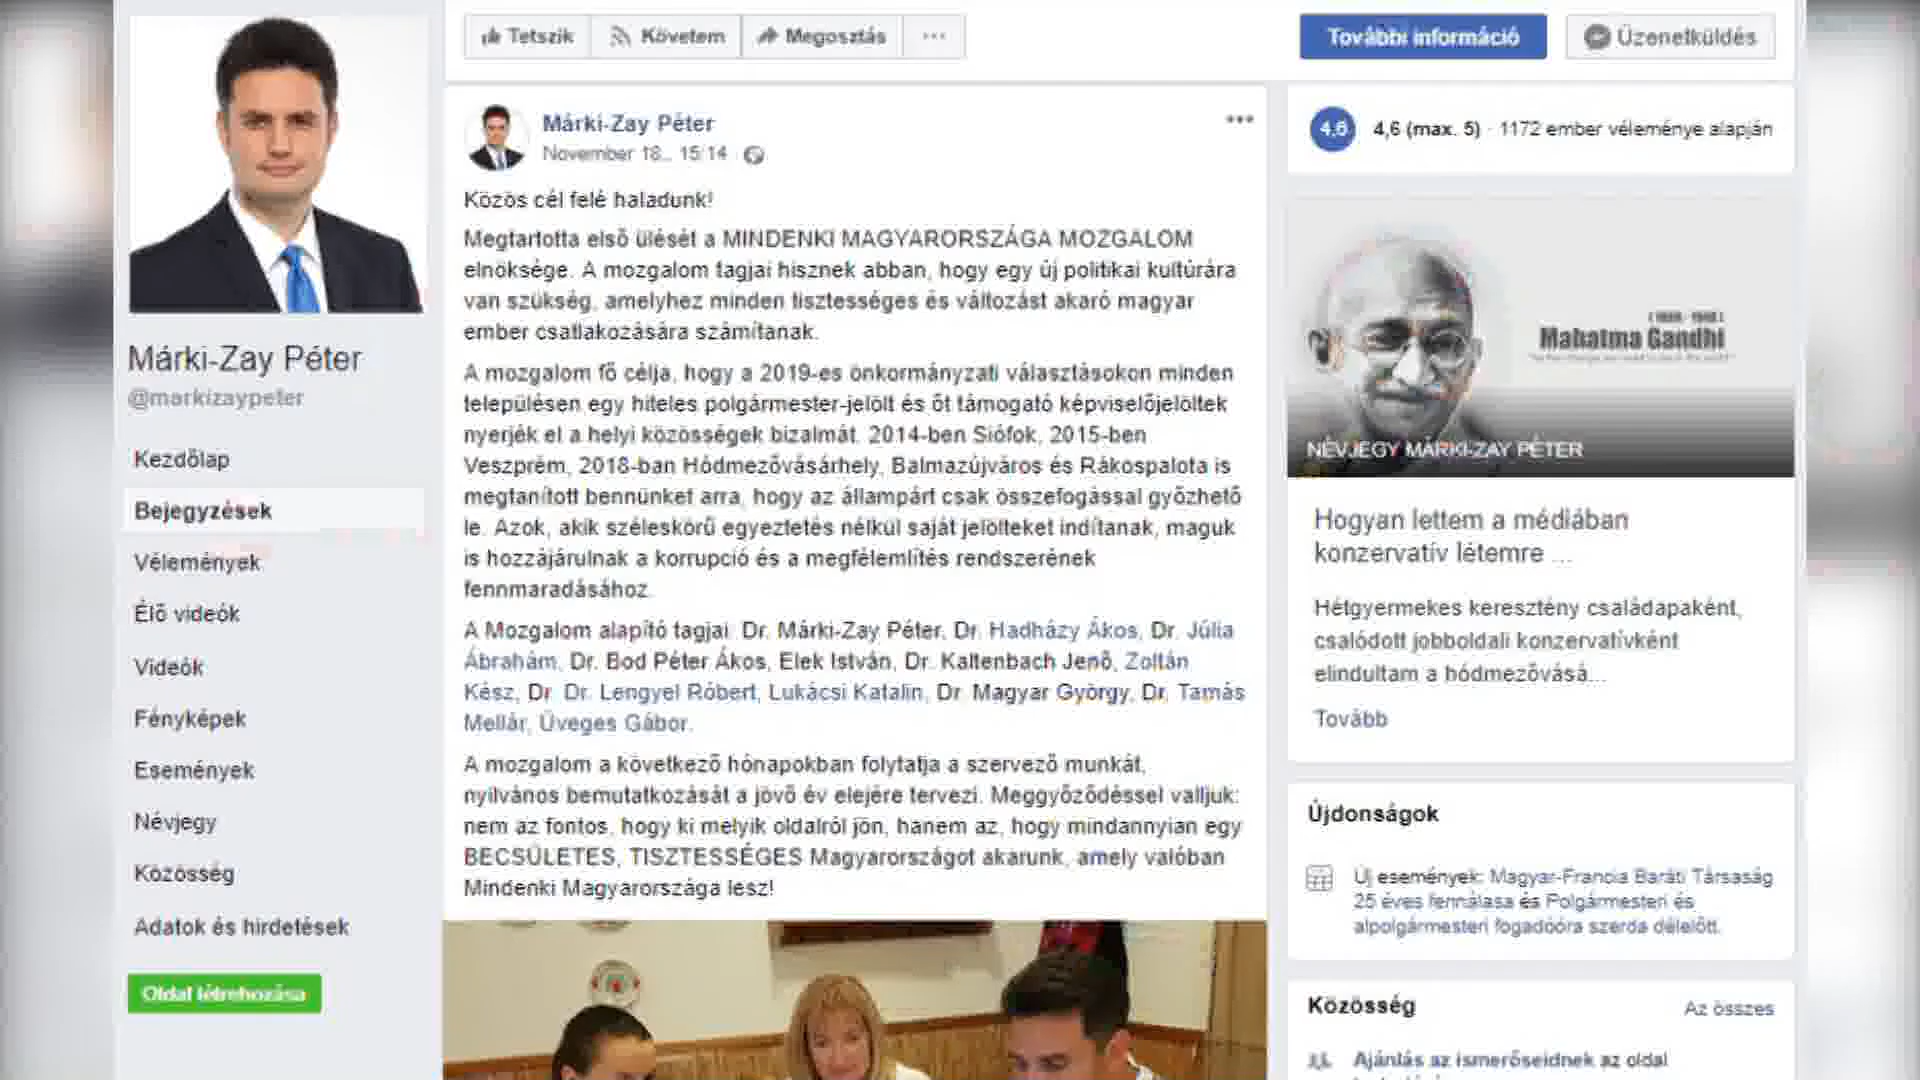 Tetszik Követem Megosztás ...
További információ Üzenetküldés
Márki-Zay Péter
@markizaypeter
Kezdőlap
Bejegyzések
Vélemények
Élő videók
Videók
Fényképek
Események
Névjegy
Közösség
Adatok és hirdetések
Oldal létrehozása
Márki-Zay Péter
November 18., 15:14
Közös cél felé haladunk!
Megtartotta első ülését a MINDENKI MAGYARORSZÁGA MOZGALOM
elnöksége. A mozgalom tagjai hisznek abban, hogy egy új politikai kultúrára
van szükség, amelyhez minden tisztességes és változást akaró magyar
ember csatlakozására számítanak.
A mozgalom fő célja, hogy a 2019-es önkormányzati választásokon minden
településen egy hiteles polgármester-jelölt és őt támogató képviselőjelöltek
nyerjék el a helyi közösségek bizalmát. 2014-ben Siófok, 2015-ben
Veszprém, 2018-ban Hódmezővásárhely, Balmazújváros és Rákospalota is
megtanított bennünket arra, hogy az állampárt csak összefogással győzhető
le. Azok, akik széleskörű egyeztetés nélkül saját jelölteket indítanak, maguk
is hozzájárulnak a korrupció és a megfélemlítés rendszerének
fennmaradásához.
A Mozgalom alapító tagjai: Dr. Márki-Zay Péter, Dr. Hadházy Ákos, Dr. Júlia
Ábrahám, Dr. Bod Péter Ákos, Elek István, Dr. Kaltenbach Jenő, Zoltán
Kész, Dr. Dr. Lengyel Róbert, Lukácsi Katalin, Dr. Magyar György, Dr. Tamás
Mellár, Üveges Gábor.
A mozgalom a következő hónapokban folytatja a szervező munkát,
nyilvános bemutatkozását a jövő év elejére tervezi. Meggyőződéssel valljuk:
nem az fontos, hogy ki melyik oldalról jön, hanem az, hogy mindannyian egy
BECSÜLETES, TISZTESSÉGES Magyarországot akarunk, amely valóban
Mindenki Magyarországa lesz!
4,6 4,6 (max. 5) · 1172 ember véleménye alapján
Mahatma Gandhi
NÉVJEGY MÁRKI-ZAY PÉTER
Hogyan lettem a médiában
konzervatív létemre ...
Hétgyermekes keresztény családapaként,
csalódott jobboldali konzervatívként
elindultam a hódmezővásá...
Tovább
Újdonságok
Új események: Magyar-Francia Baráti Társaság
25 éves fennálasa és Polgármesteri és
alpolgármesteri fogadóóra szerda délelőtt.
Közösség Az összes
Ajánlás az ismerőseidnek az oldal